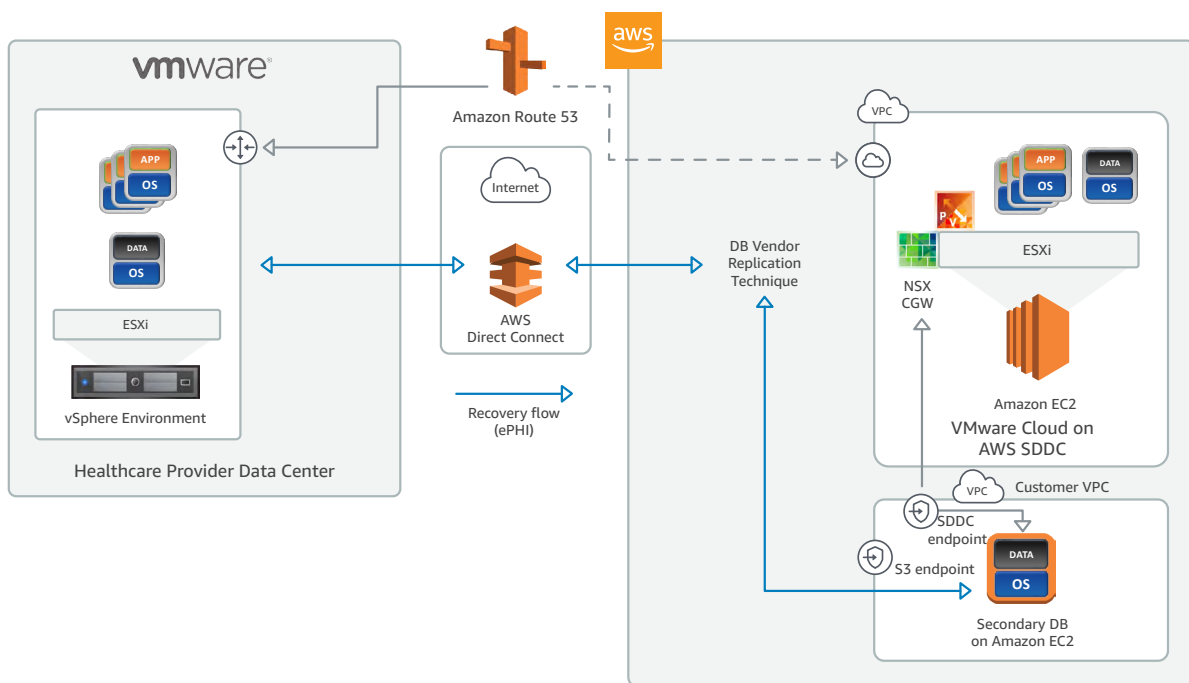 vmware®
APP
OS
DATA
OS
ESXi
vSphere Environment
Healthcare Provider Data Center
Amazon Route 53
Internet
AWS
Direct Connect
Recovery flow
(ePHI)
aws
DB Vendor
Replication
Technique
VPC
APP
OS
DATA
OS
P
V
ESXi
NSX
CGW
Amazon EC2
VMware Cloud on
AWS SDDC
VPC
Customer VPC
SDDC
endpoint
S3 endpoint
DATA
OS
Secondary DB
on Amazon EC2